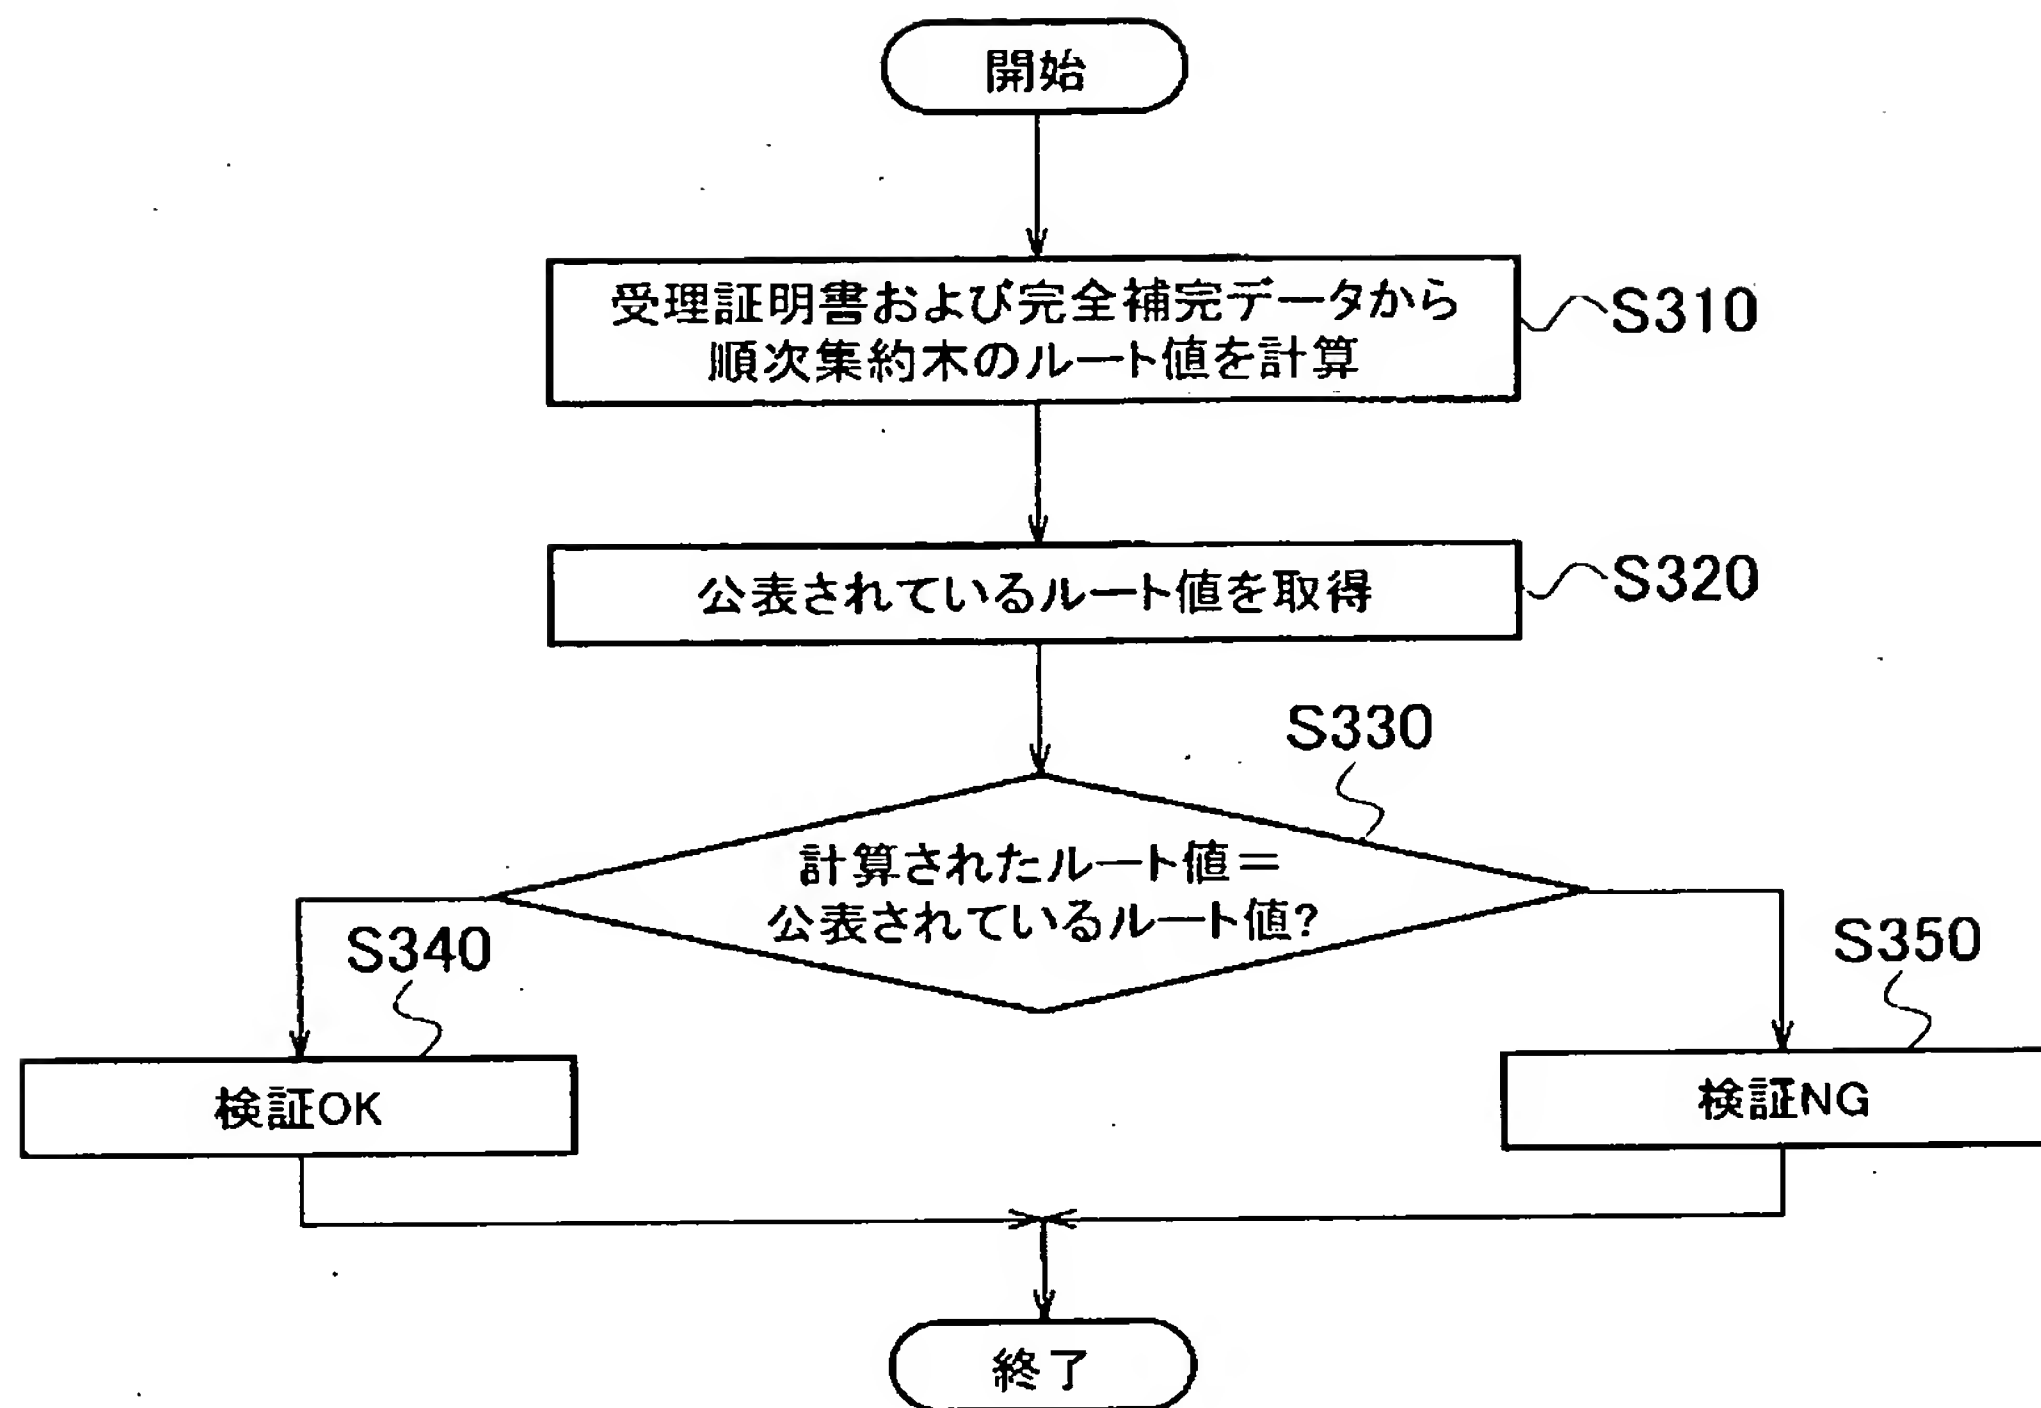 開始
受理証明書および完全補完データから
順次集約木のルート値を計算
S310
公表されているルート値を取得
S320
S330
計算されたルート値＝
公表されているルート値?
S340
S350
検証OK
検証NG
終了